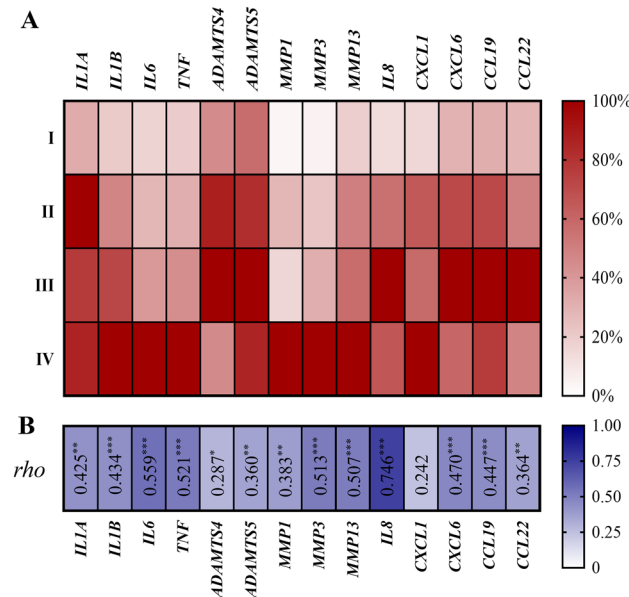 A
IL1A IL1B IL6 TNF ADAMTS4 ADAMTS5 MMP1 MMP3 MMP13 IL8 CXCL1 CXCL6 CCL19 CCL22
I
II
III
IV
100%
80%
60%
40%
20%
0%
B
rho
0.425** 0.434*** 0.559*** 0.521*** 0.287* 0.360** 0.383** 0.513*** 0.507*** 0.746*** 0.242 0.470*** 0.447*** 0.364**
1.00
0.75
0.50
0.25
0
IL1A IL1B IL6 TNF ADAMTS4 ADAMTS5 MMP1 MMP3 MMP13 IL8 CXCL1 CXCL6 CCL19 CCL22